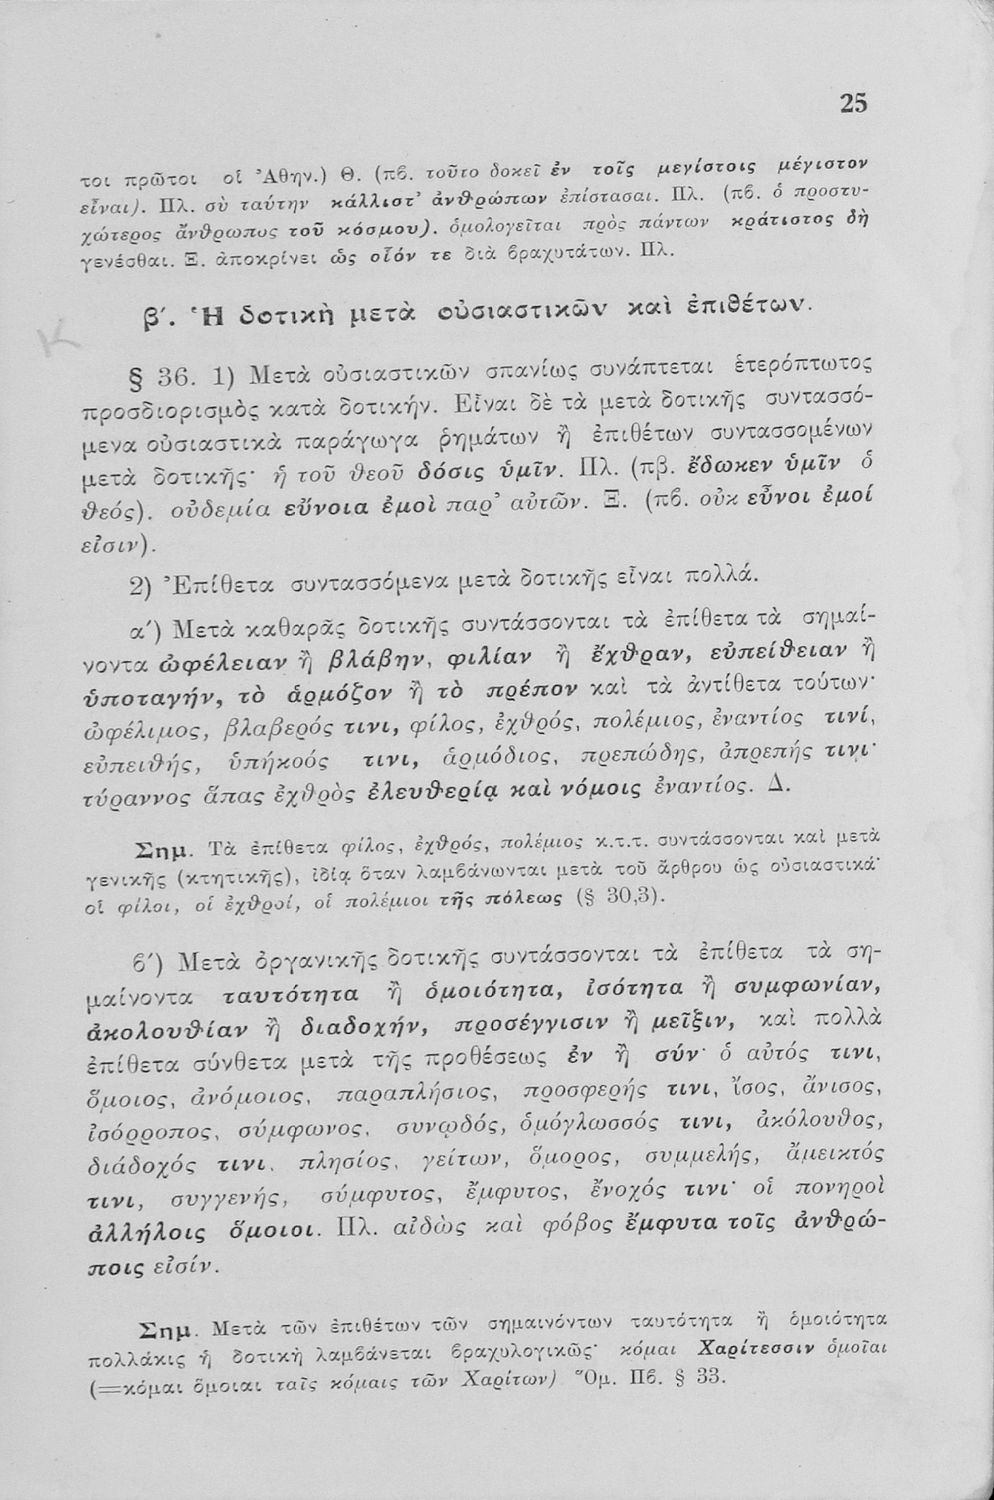 25
τοι πρῶτοι οἱ Ἀθην.) Θ. (πϐ. τοῦτο δοκεῖ ἐν τοῖς μεγίστοις μέγιστον
εἶναι). Πλ. σὺ ταύτην κάλλιστ’ ἀνθρώπων ἐπίστασαι. Πλ. (πϐ. ὁ προστυ-
χώτερος ἄνθρωπος τοῦ κόσμου). ὁμολογεῖται πρὸς πάντων κράτιστος δὴ
γενέσθαι. Ξ. ἀποκρίνει ὡς οἷόν τε διὰ ϐραχυτάτων. Πλ.
β΄. Ἡ δοτικὴ μετὰ οὐσιαστικῶν καὶ ἐπιθέτων.
K
§ 36. 1) Μετὰ οὐσιαστικῶν σπανίως συνάπτεται ἑτερόπτωτος
προσδιορισμὸς κατὰ δοτικήν. Εἶναι δὲ τὰ μετὰ δοτικῆς συντασσό-
μενα οὐσιαστικὰ παράγωγα ῥημάτων ἢ ἐπιθέτων συντασσομένων
μετὰ δοτικῆς· ἡ τοῦ θεοῦ δόσις ὑμῖν. Πλ. (πβ. ἔδωκεν ὑμῖν ὁ
θεός). οὐδεμία εὔνοια ἐμοὶ παρ’ αὐτῶν. Ξ. (πϐ. οὐκ εὖνοι ἐμοί
εἰσιν).
2) Ἐπίθετα συντασσόμενα μετὰ δοτικῆς εἶναι πολλά.
α΄) Μετὰ καθαρᾶς δοτικῆς συντάσσονται τὰ ἐπίθετα τὰ σημαί-
νοντα ὠφέλειαν ἢ βλάβην, φιλίαν ἢ ἔχθραν, εὐπείθειαν ἢ
ὑποταγήν, τὸ ἁρμόζον ἢ τὸ πρέπον καὶ τὰ ἀντίθετα τούτων·
ὠφέλιμος, βλαβερός τινι, φίλος, ἐχθρός, πολέμιος, ἐναντίος τινί,
εὐπειθής, ὑπήκοός τινι, ἁρμόδιος, πρεπώδης, ἀπρεπής τινι·
τύραννος ἅπας ἐχθρὸς ἐλευθερίᾳ καὶ νόμοις ἐναντίος. Δ.
Σημ. Τὰ ἐπίθετα φίλος, ἐχθρός, πολέμιος κ.τ.τ. συντάσσονται καὶ μετὰ
γενικῆς (κτητικῆς), ἰδίᾳ ὅταν λαμϐάνωνται μετὰ τοῦ ἄρθρου ὡς οὐσιαστικά·
οἱ φίλοι, οἱ ἐχθροί, οἱ πολέμιοι τῆς πόλεως (§ 30,3).
ϐ΄) Μετὰ ὀργανικῆς δοτικῆς συντάσσονται τὰ ἐπίθετα τὰ ση-
μαίνοντα ταυτότητα ἢ ὁμοιότητα, ἰσότητα ἢ συμφωνίαν,
ἀκολουθίαν ἢ διαδοχήν, προσέγγισιν ἢ μεῖξιν, καὶ πολλὰ
ἐπίθετα σύνθετα μετὰ τῆς προθέσεως ἐν ἢ σύν· ὁ αὐτός τινι,
ὅμοιος, ἀνόμοιος, παραπλήσιος, προσφερής τινι, ἴσος, ἄνισος,
ἰσόρροπος, σύμφωνος, συνῳδός, ὁμόγλωσσός τινι, ἀκόλουθος,
διάδοχός τινι, πλησίος, γείτων, ὅμορος, συμμελής, ἄμεικτός
τινι, συγγενής, σύμφυτος, ἔμφυτος, ἔνοχός τινι· οἱ πονηροὶ
ἀλλήλοις ὅμοιοι. Πλ. αἰδὼς καὶ φόβος ἔμφυτα τοῖς ἀνθρώ-
ποις εἰσίν.
Σημ. Μετὰ τῶν ἐπιθέτων τῶν σημαινόντων ταυτότητα ἢ ὁμοιότητα
πολλάκις ἡ δοτικὴ λαμϐάνεται ϐραχυλογικῶς· κόμαι Χαρίτεσσιν ὁμοῖαι
(=κόμαι ὅμοιαι ταῖς κόμαις τῶν Χαρίτων) Ὅμ. Πϐ. § 33.